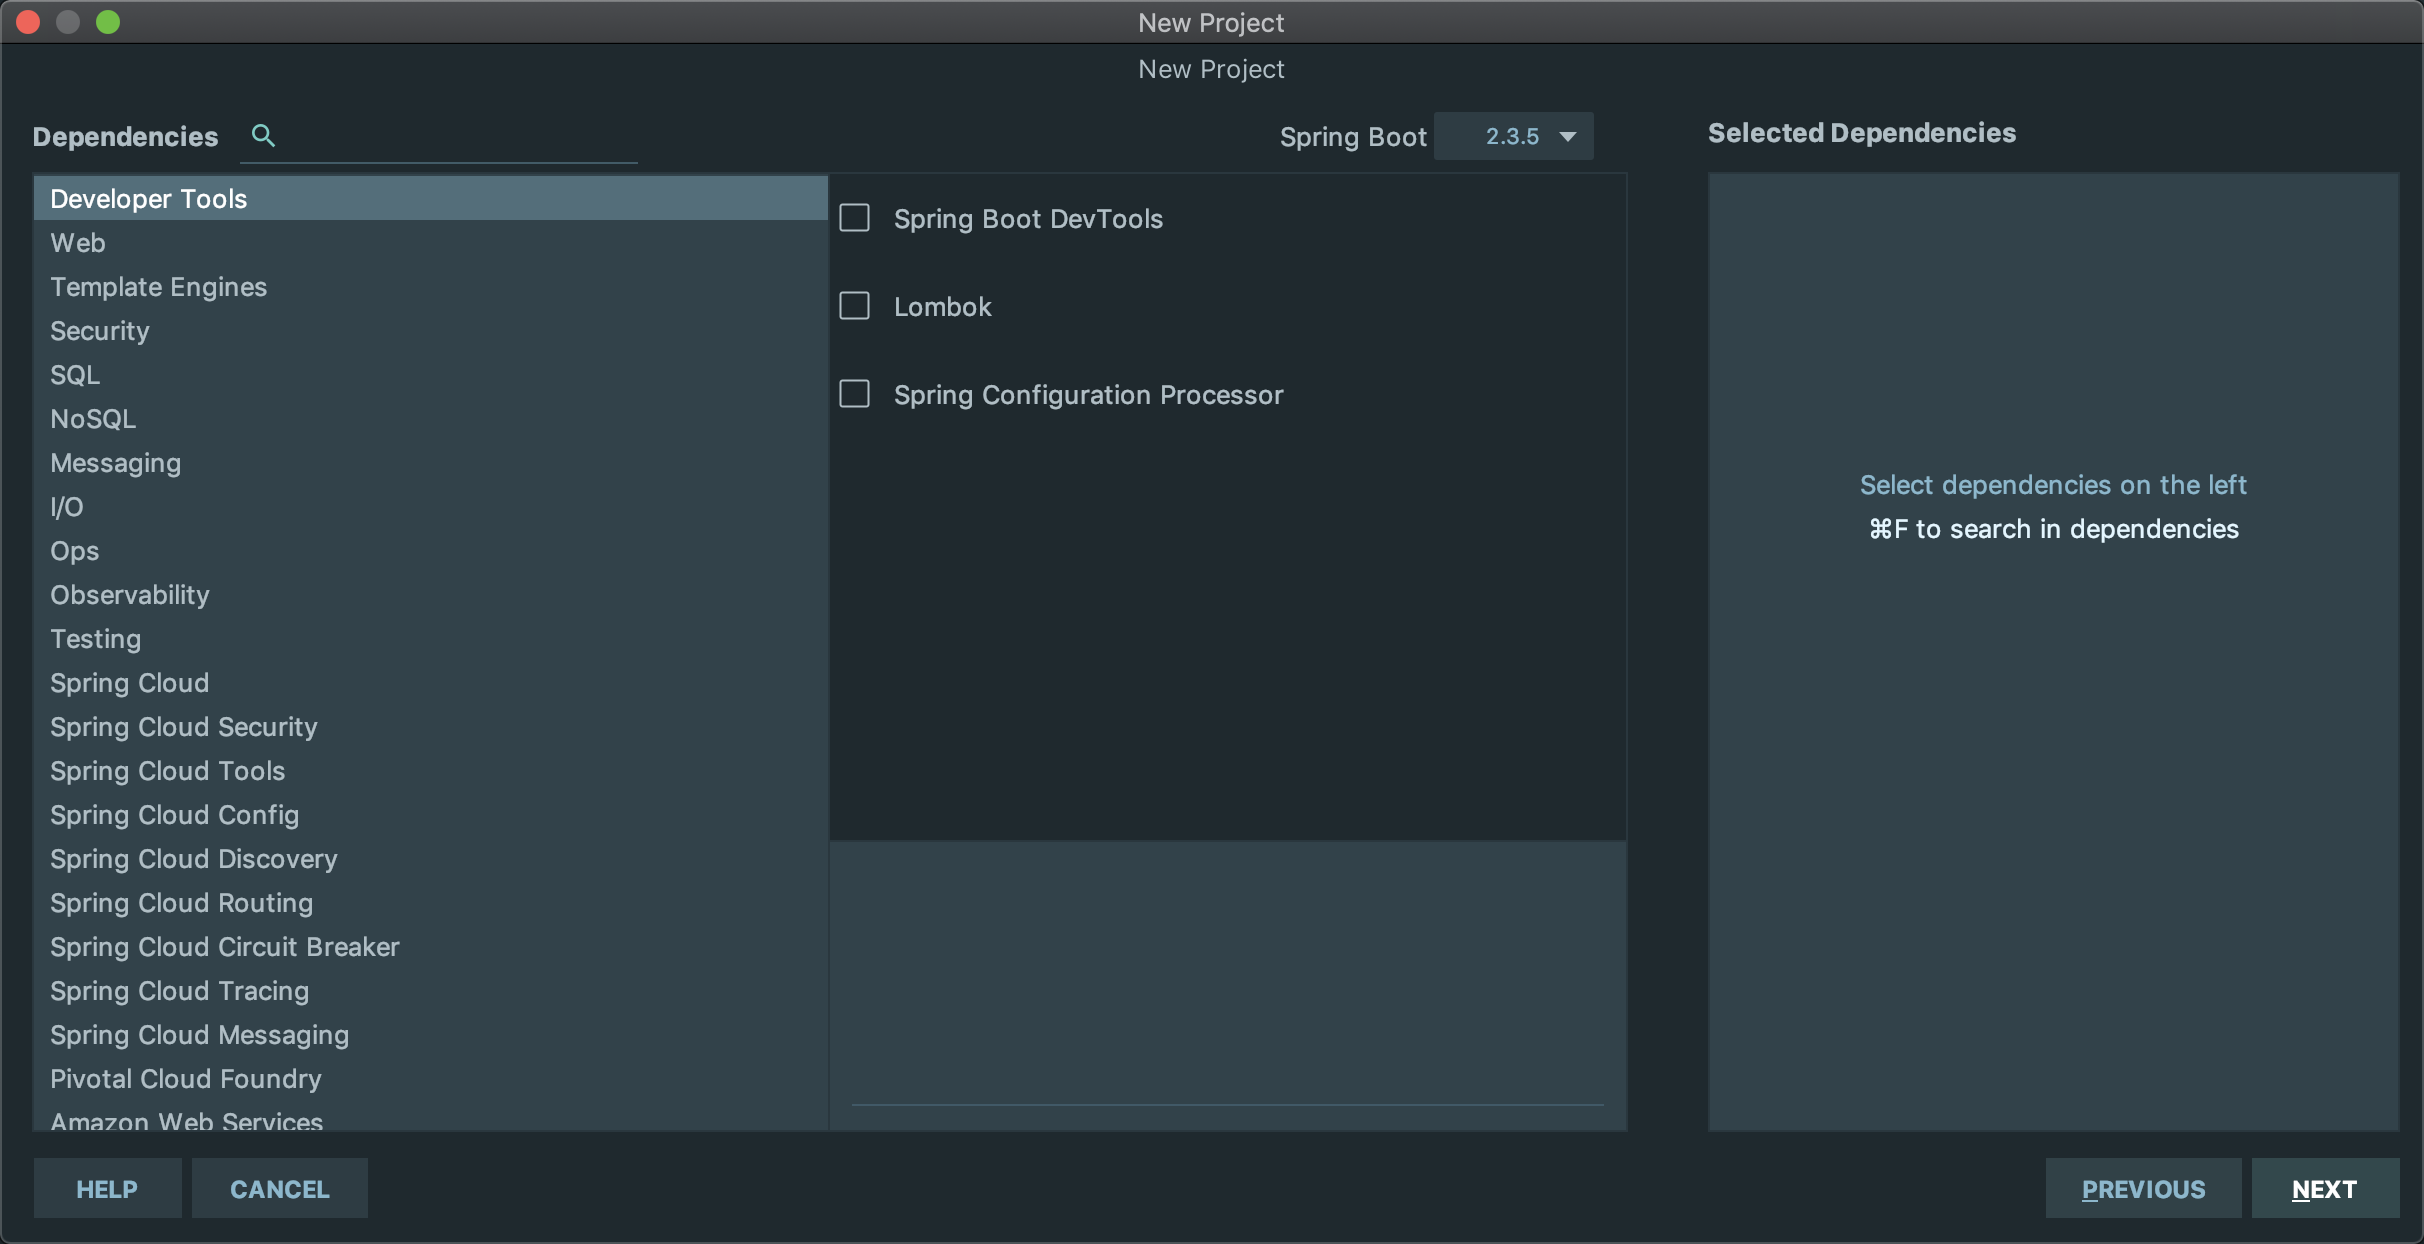 New Project
New Project
Dependencies
Spring Boot 2.3.5
Selected Dependencies
Developer Tools
Web
Template Engines
Security
SQL
NoSQL
Messaging
I/O
Ops
Observability
Testing
Spring Cloud
Spring Cloud Security
Spring Cloud Tools
Spring Cloud Config
Spring Cloud Discovery
Spring Cloud Routing
Spring Cloud Circuit Breaker
Spring Cloud Tracing
Spring Cloud Messaging
Pivotal Cloud Foundry
Amazon Web Services
Spring Boot DevTools
Lombok
Spring Configuration Processor
Select dependencies on the left
⌘F to search in dependencies
HELP
CANCEL
PREVIOUS
NEXT